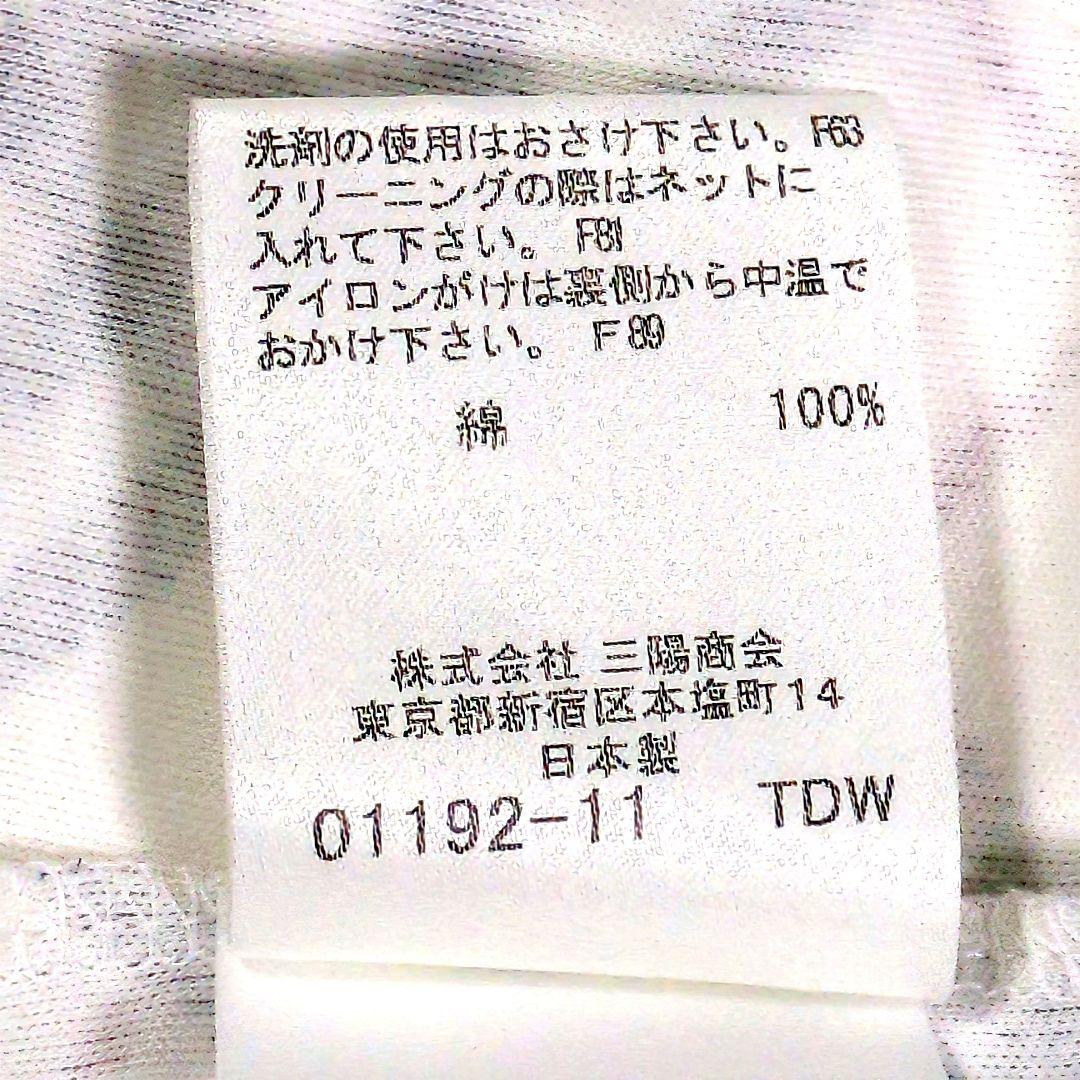 洗剤の使用はおさけ下さい。F63
クリーニングの際はネットに
入れて下さい。 F81
アイロンがけは裏側から中温で
おかけ下さい。 F89
綿 100%
株式会社 三陽商会
東京都新宿区本塩町14
日本製
01192-11 TDW